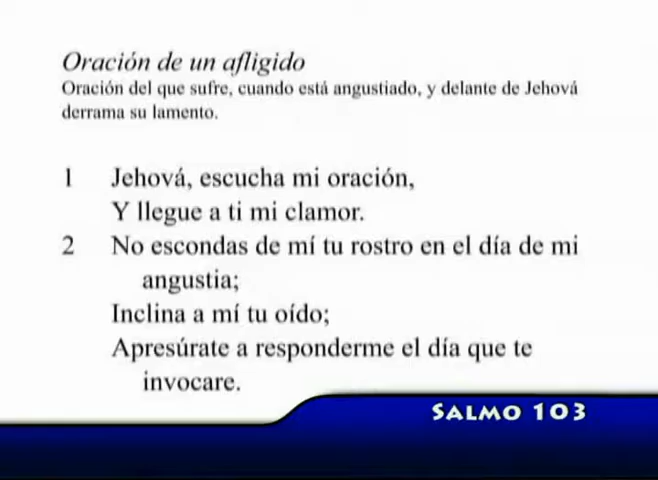 Oración de un afligido
Oración del que sufre, cuando está angustiado, y delante de Jehová
derrama su lamento.
1 Jehová, escucha mi oración,
Y llegue a ti mi clamor.
2 No escondas de mí tu rostro en el día de mi
angustia;
Inclina a mí tu oído;
Apresúrate a responderme el día que te
invocare.
SALMO 103